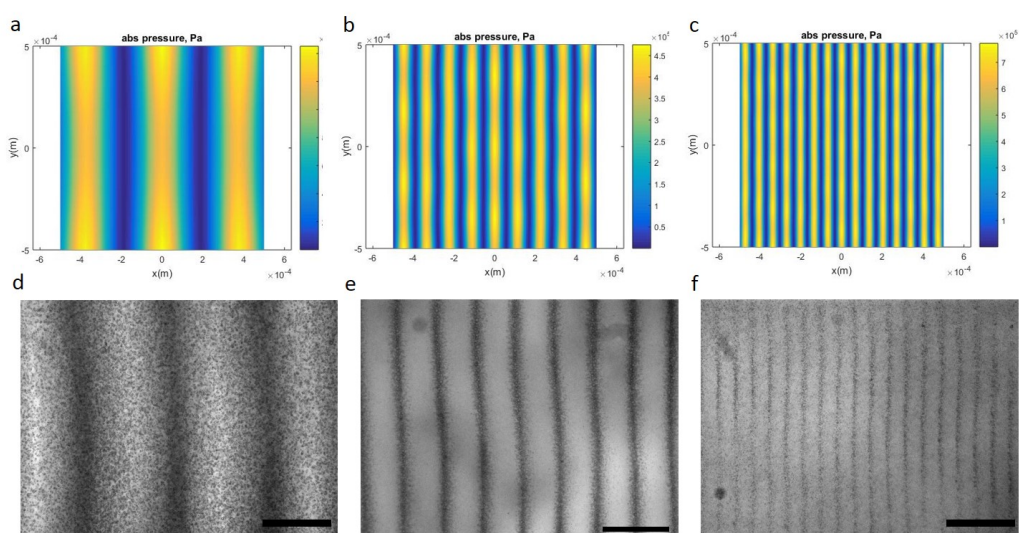 a
b
c
abs pressure, Pa
abs pressure, Pa
abs pressure, Pa
5 ×10⁻⁴
0
-5
y(m)
-6 -4 -2 0 2 4 6
x(m) ×10⁻⁴
5 ×10⁻⁴
0
-5
y(m)
-6 -4 -2 0 2 4 6
x(m) ×10⁻⁴
×10⁵
4.5
4
3.5
3
2.5
2
1.5
1
0.5
5 ×10⁻⁴
0
-5
y(m)
-6 -4 -2 0 2 4 6
x(m) ×10⁻⁴
×10⁵
7
6
5
4
3
2
1
d
e
f